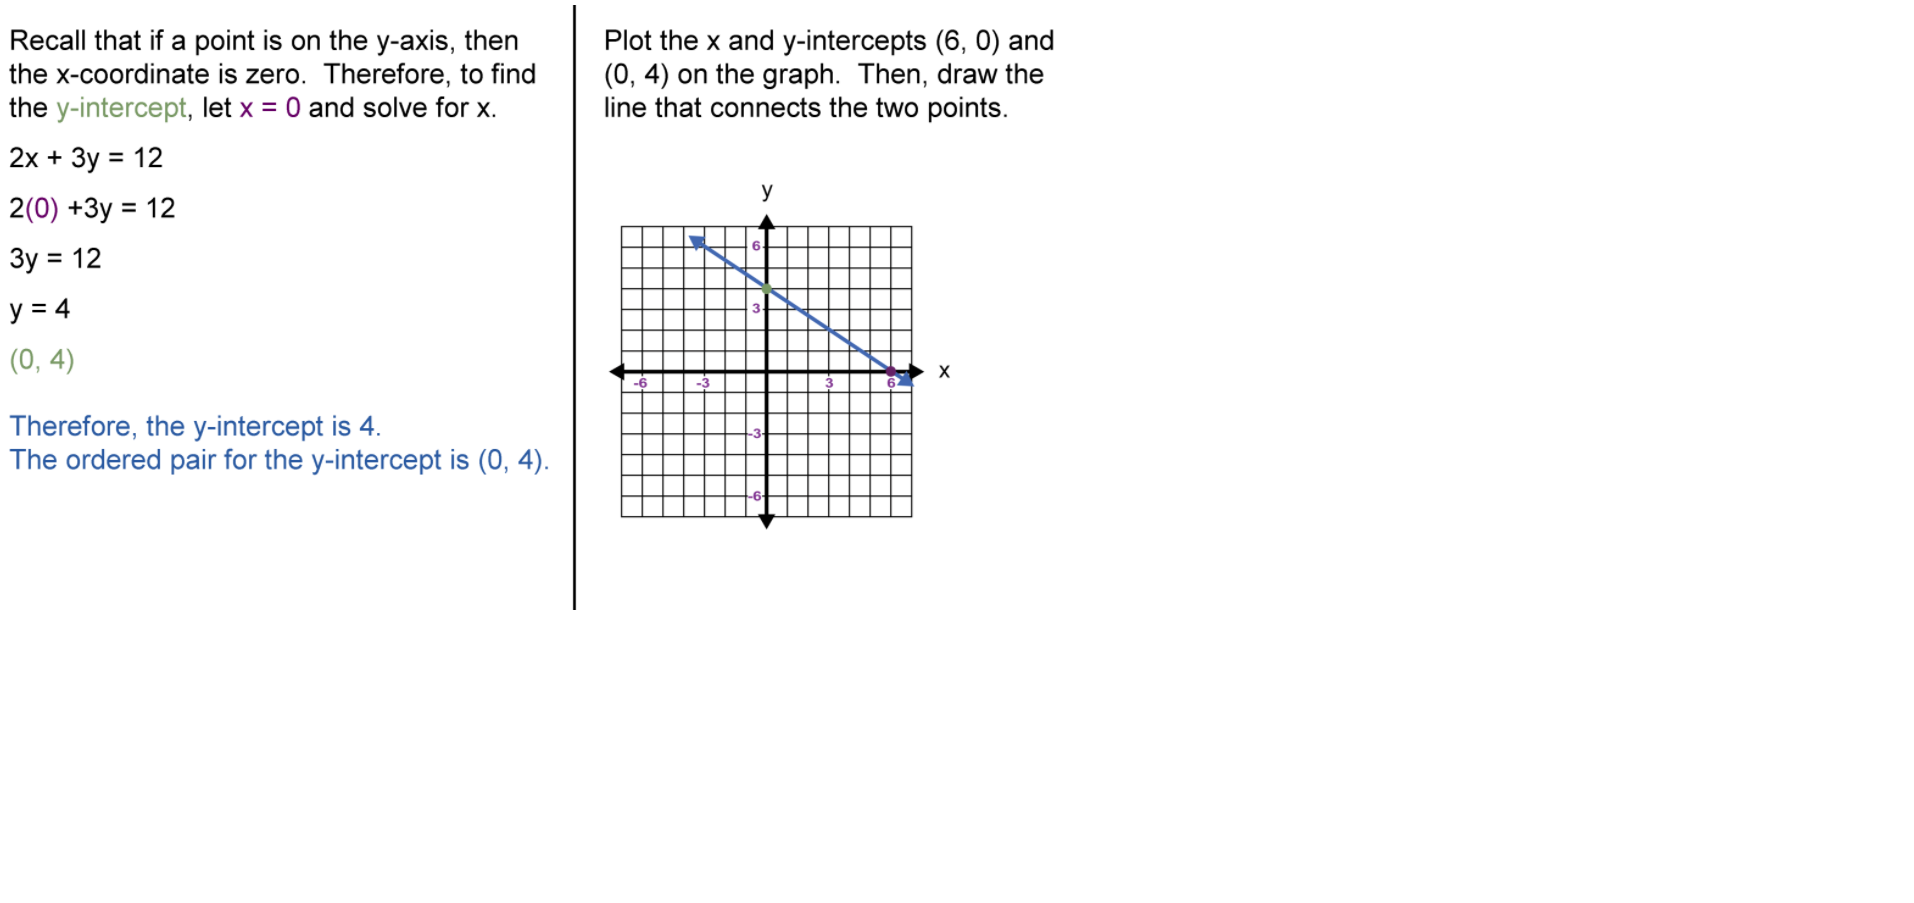 Recall that if a point is on the y-axis, then
the x-coordinate is zero.  Therefore, to find
the y-intercept, let x = 0 and solve for x.
2x + 3y = 12
2(0) +3y = 12
3y = 12
y = 4
(0, 4)
Therefore, the y-intercept is 4.
The ordered pair for the y-intercept is (0, 4).
Plot the x and y-intercepts (6, 0) and
(0, 4) on the graph.  Then, draw the
line that connects the two points.
y
6
3
x
-6 -3 3 6
-3
-6